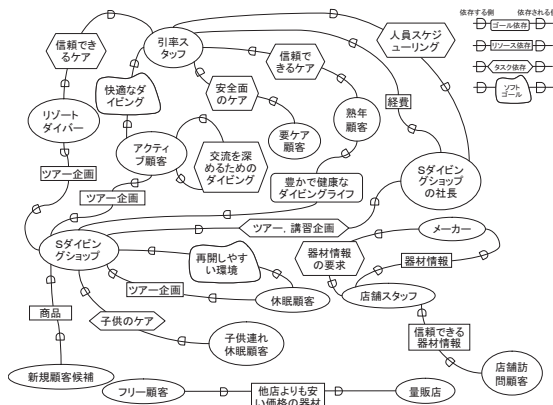 依存する側
依存される側
ゴール依存
リソース依存
タスク依存
ソフト
ゴール
信頼でき
るケア
引率ス
タッフ
信頼で
きるケア
人員スケジ
ューリング
快適なダ
イビング
安全面
のケア
経費
リゾート
ダイバー
アクティ
ブ顧客
交流を深
めるための
ダイビング
要ケア
顧客
熟年
顧客
ツアー企画
ツアー企画
豊かで健康な
ダイビングライフ
Sダイビン
グショップ
の社長
Sダイビン
グショップ
ツアー，講習企画
メーカー
再開しやす
い環境
器材情報
の要求
器材情報
ツアー企画
休眠顧客
店舗スタッフ
商品
子供のケア
子供連れ
休眠顧客
信頼できる
器材情報
新規顧客候補
フリー顧客
他店よりも安
い価格の器材
量販店
店舗訪
問顧客